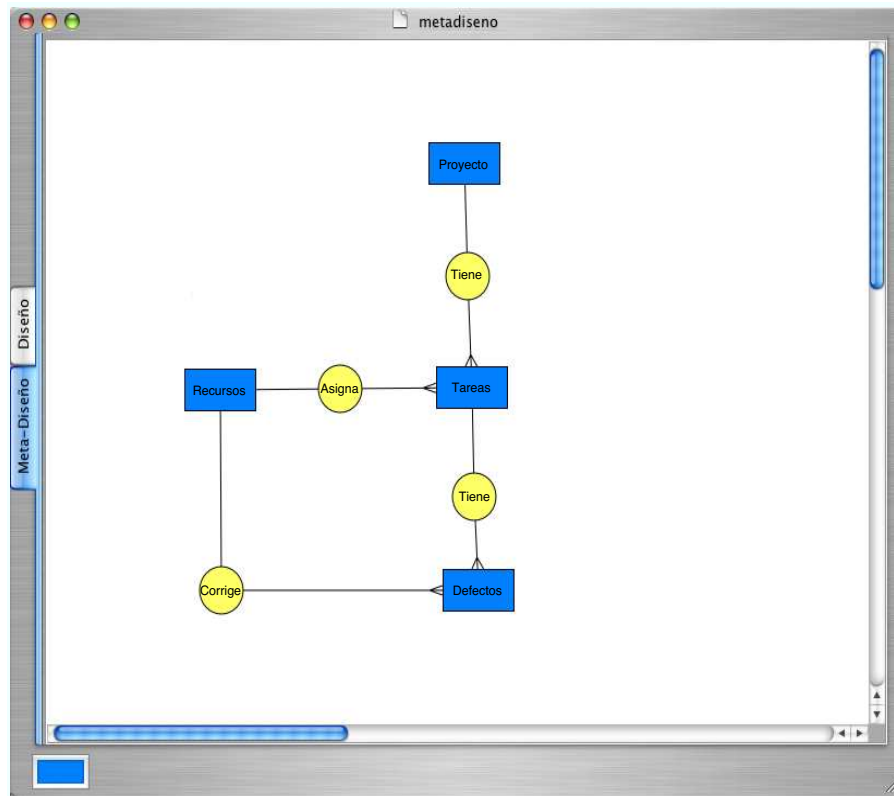 metadiseno
Proyecto
Tiene
Diseño
Meta-Diseño
Recursos
Asigna
Tareas
Tiene
Corrige
Defectos